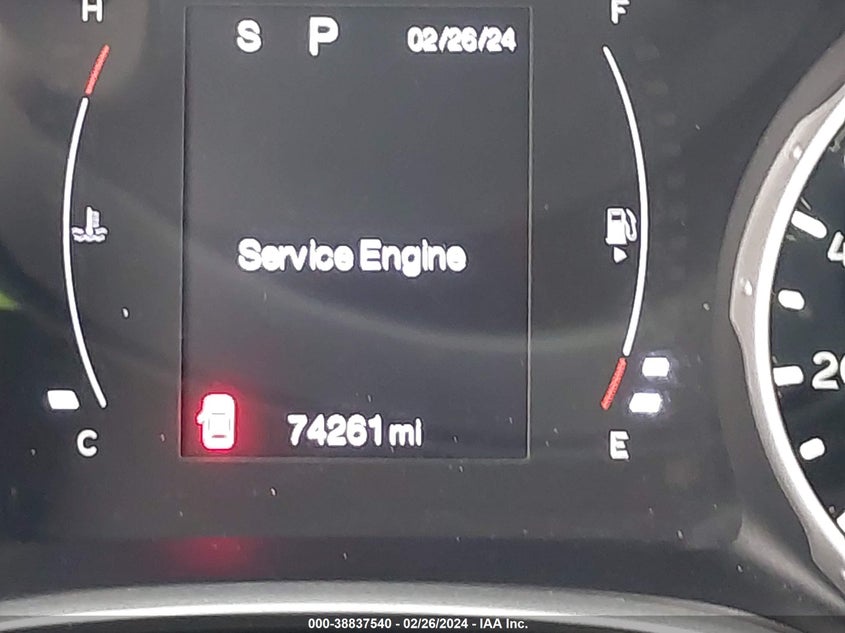 H
F
S P 02/26/24
Service Engine
74261 mi
C
E
000-38837540 - 02/26/2024 - IAA Inc.